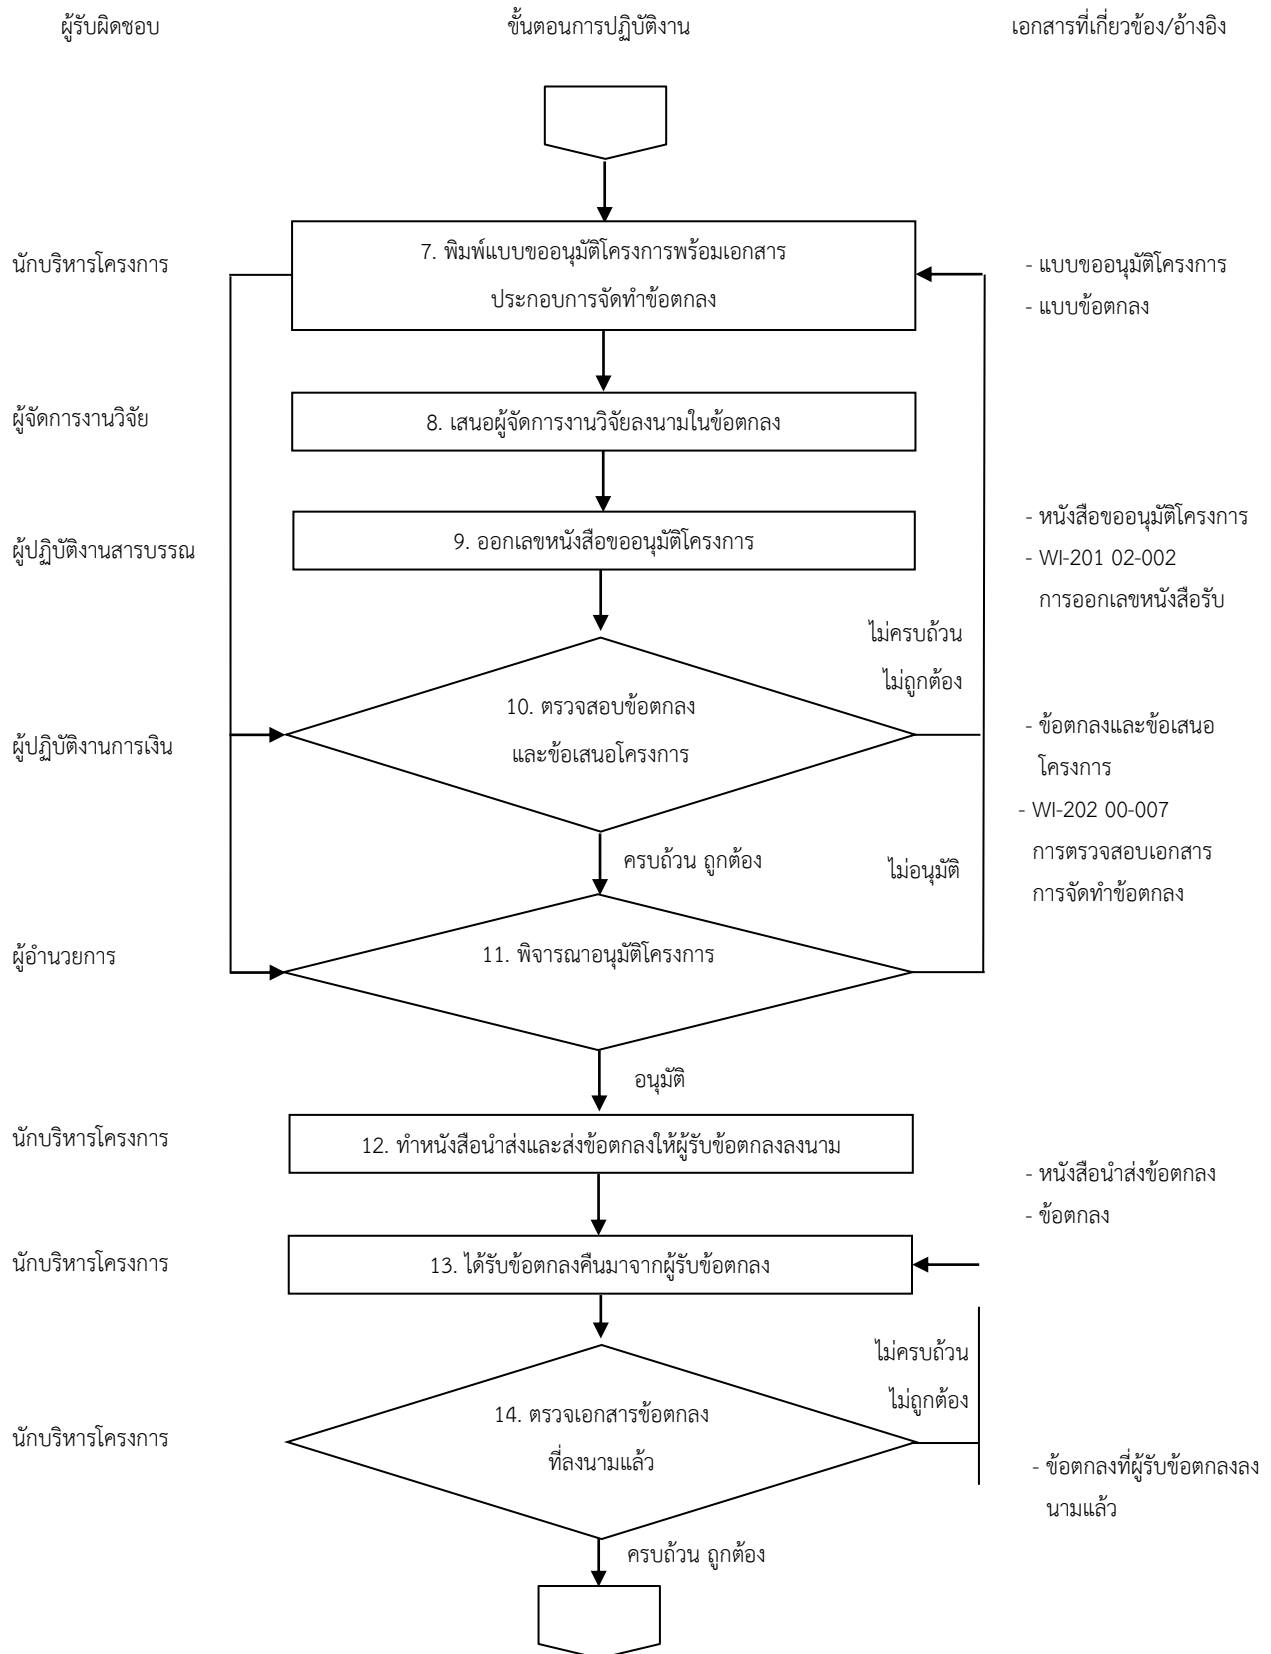 ผู้รับผิดชอบ
ขั้นตอนการปฏิบัติงาน
เอกสารที่เกี่ยวข้อง/อ้างอิง
นักบริหารโครงการ
7. พิมพ์แบบขออนุมัติโครงการพร้อมเอกสาร
ประกอบการจัดทำข้อตกลง
- แบบขออนุมัติโครงการ
- แบบข้อตกลง
ผู้จัดการงานวิจัย
8. เสนอผู้จัดการงานวิจัยลงนามในข้อตกลง
ผู้ปฏิบัติงานสารบรรณ
9. ออกเลขหนังสือขออนุมัติโครงการ
- หนังสือขออนุมัติโครงการ
- WI-201 02-002
การออกเลขหนังสือรับ
ไม่ครบถ้วน
ไม่ถูกต้อง
ผู้ปฏิบัติงานการเงิน
10. ตรวจสอบข้อตกลง
และข้อเสนอโครงการ
- ข้อตกลงและข้อเสนอ
โครงการ
- WI-202 00-007
การตรวจสอบเอกสาร
การจัดทำข้อตกลง
ครบถ้วน ถูกต้อง
ไม่อนุมัติ
ผู้อำนวยการ
11. พิจารณาอนุมัติโครงการ
อนุมัติ
นักบริหารโครงการ
12. ทำหนังสือนำส่งและส่งข้อตกลงให้ผู้รับข้อตกลงลงนาม
- หนังสือนำส่งข้อตกลง
- ข้อตกลง
นักบริหารโครงการ
13. ได้รับข้อตกลงคืนมาจากผู้รับข้อตกลง
ไม่ครบถ้วน
ไม่ถูกต้อง
นักบริหารโครงการ
14. ตรวจเอกสารข้อตกลง
ที่ลงนามแล้ว
- ข้อตกลงที่ผู้รับข้อตกลงลง
นามแล้ว
ครบถ้วน ถูกต้อง